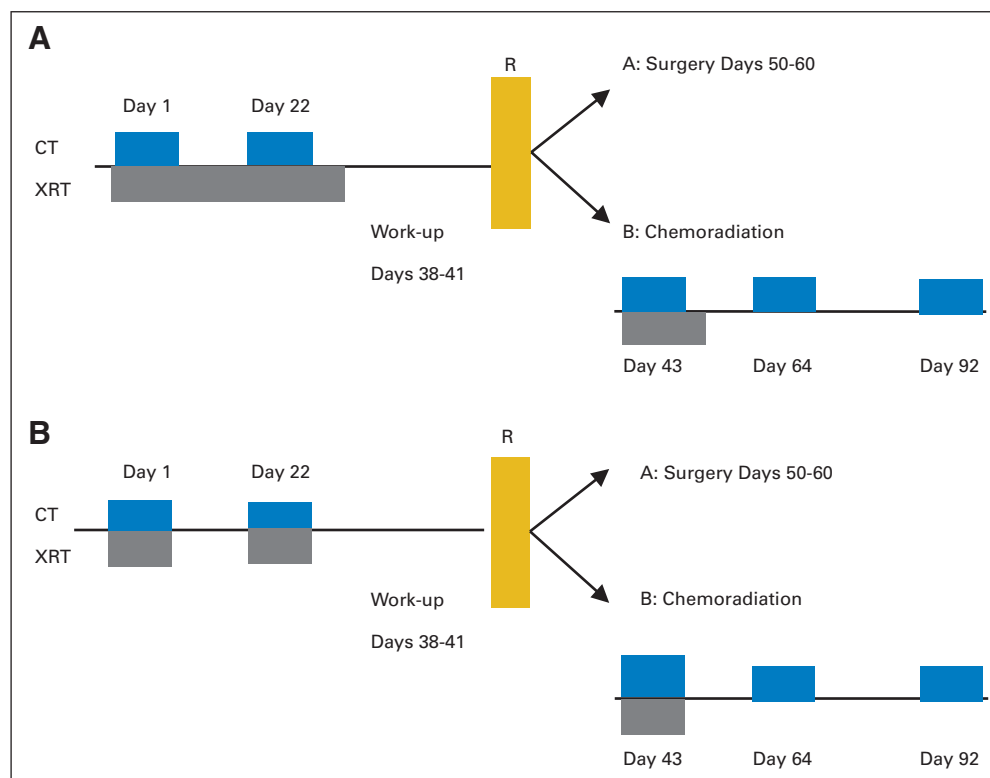 A
R
A: Surgery Days 50-60
Day 1 Day 22
CT
XRT
Work-up
Days 38-41
B: Chemoradiation
Day 43 Day 64 Day 92
B
R
A: Surgery Days 50-60
Day 1 Day 22
CT
XRT
Work-up
Days 38-41
B: Chemoradiation
Day 43 Day 64 Day 92